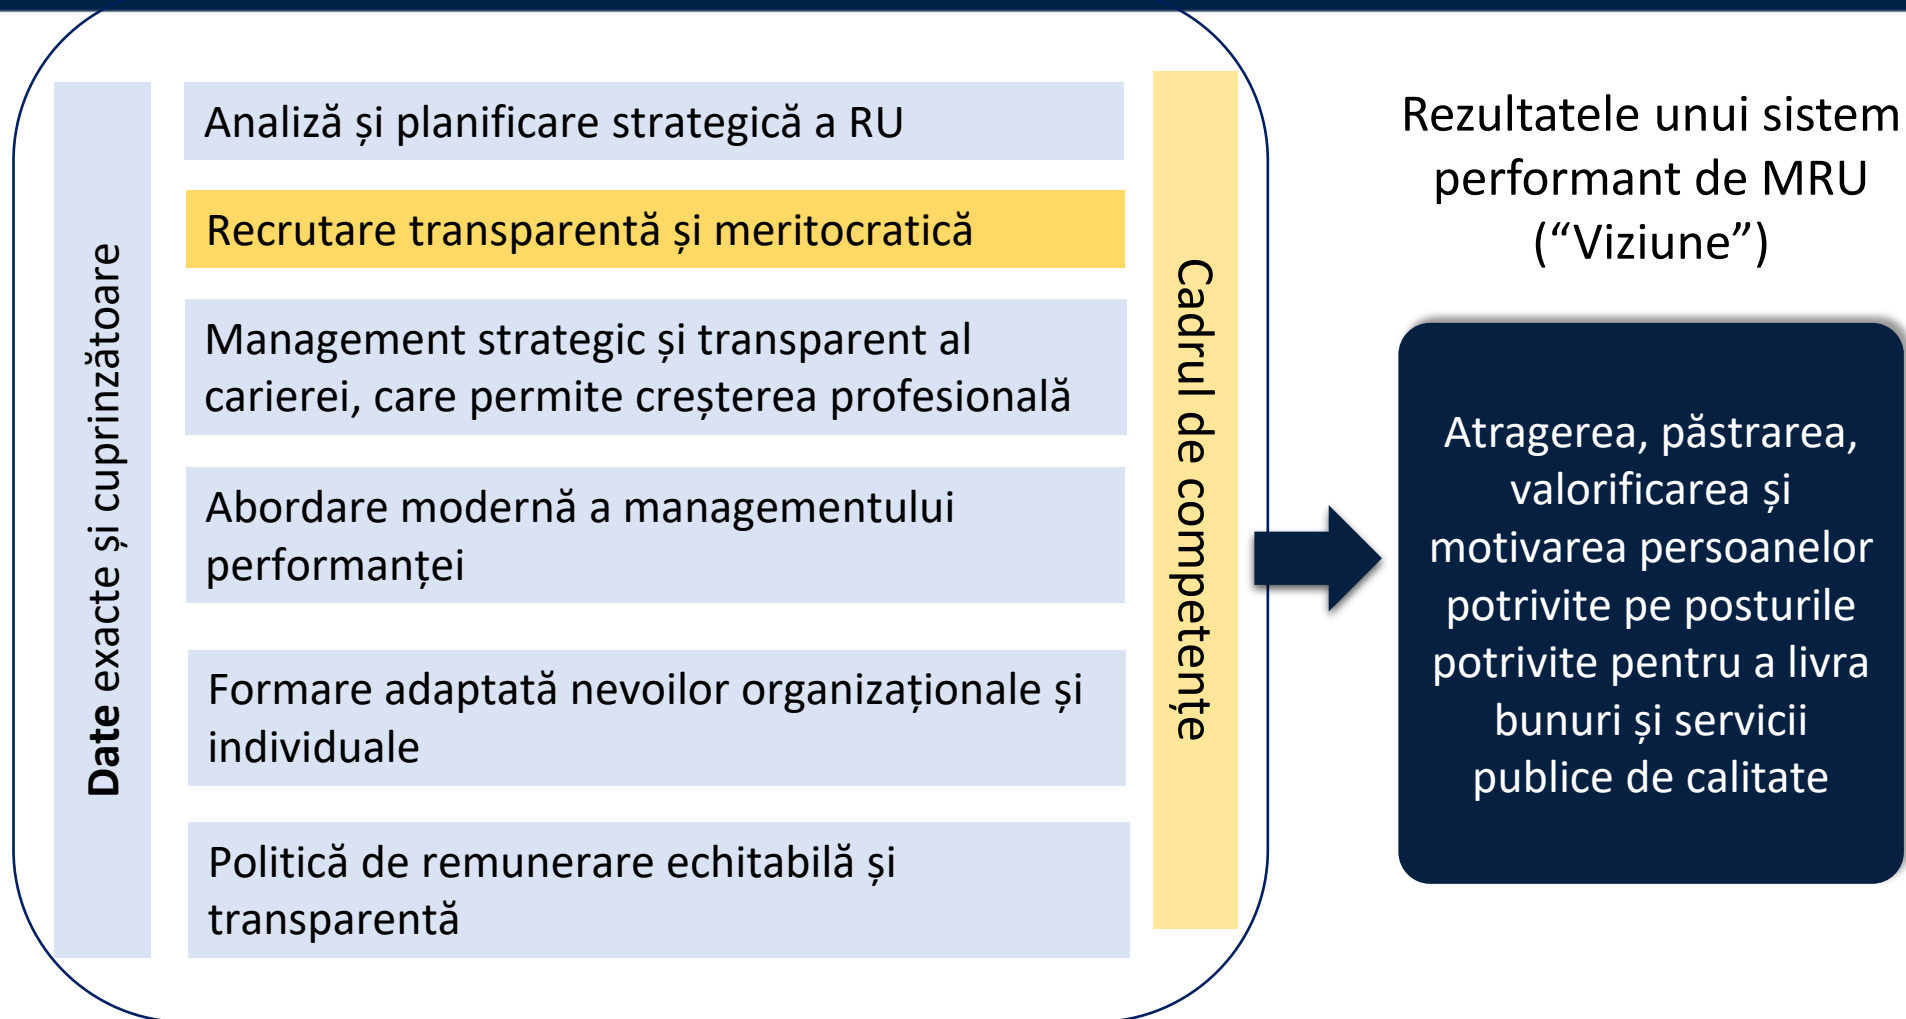 Date exacte și cuprinzătoare
Analiză și planificare strategică a RU
Recrutare transparentă și meritocratică
Management strategic și transparent al
carierei, care permite creșterea profesională
Abordare modernă a managementului
performanței
Formare adaptată nevoilor organizaționale și
individuale
Politică de remunerare echitabilă și
transparentă
Cadrul de competențe
Rezultatele unui sistem
performant de MRU
(“Viziune”)
Atragerea, păstrarea,
valorificarea și
motivarea persoanelor
potrivite pe posturile
potrivite pentru a livra
bunuri și servicii
publice de calitate